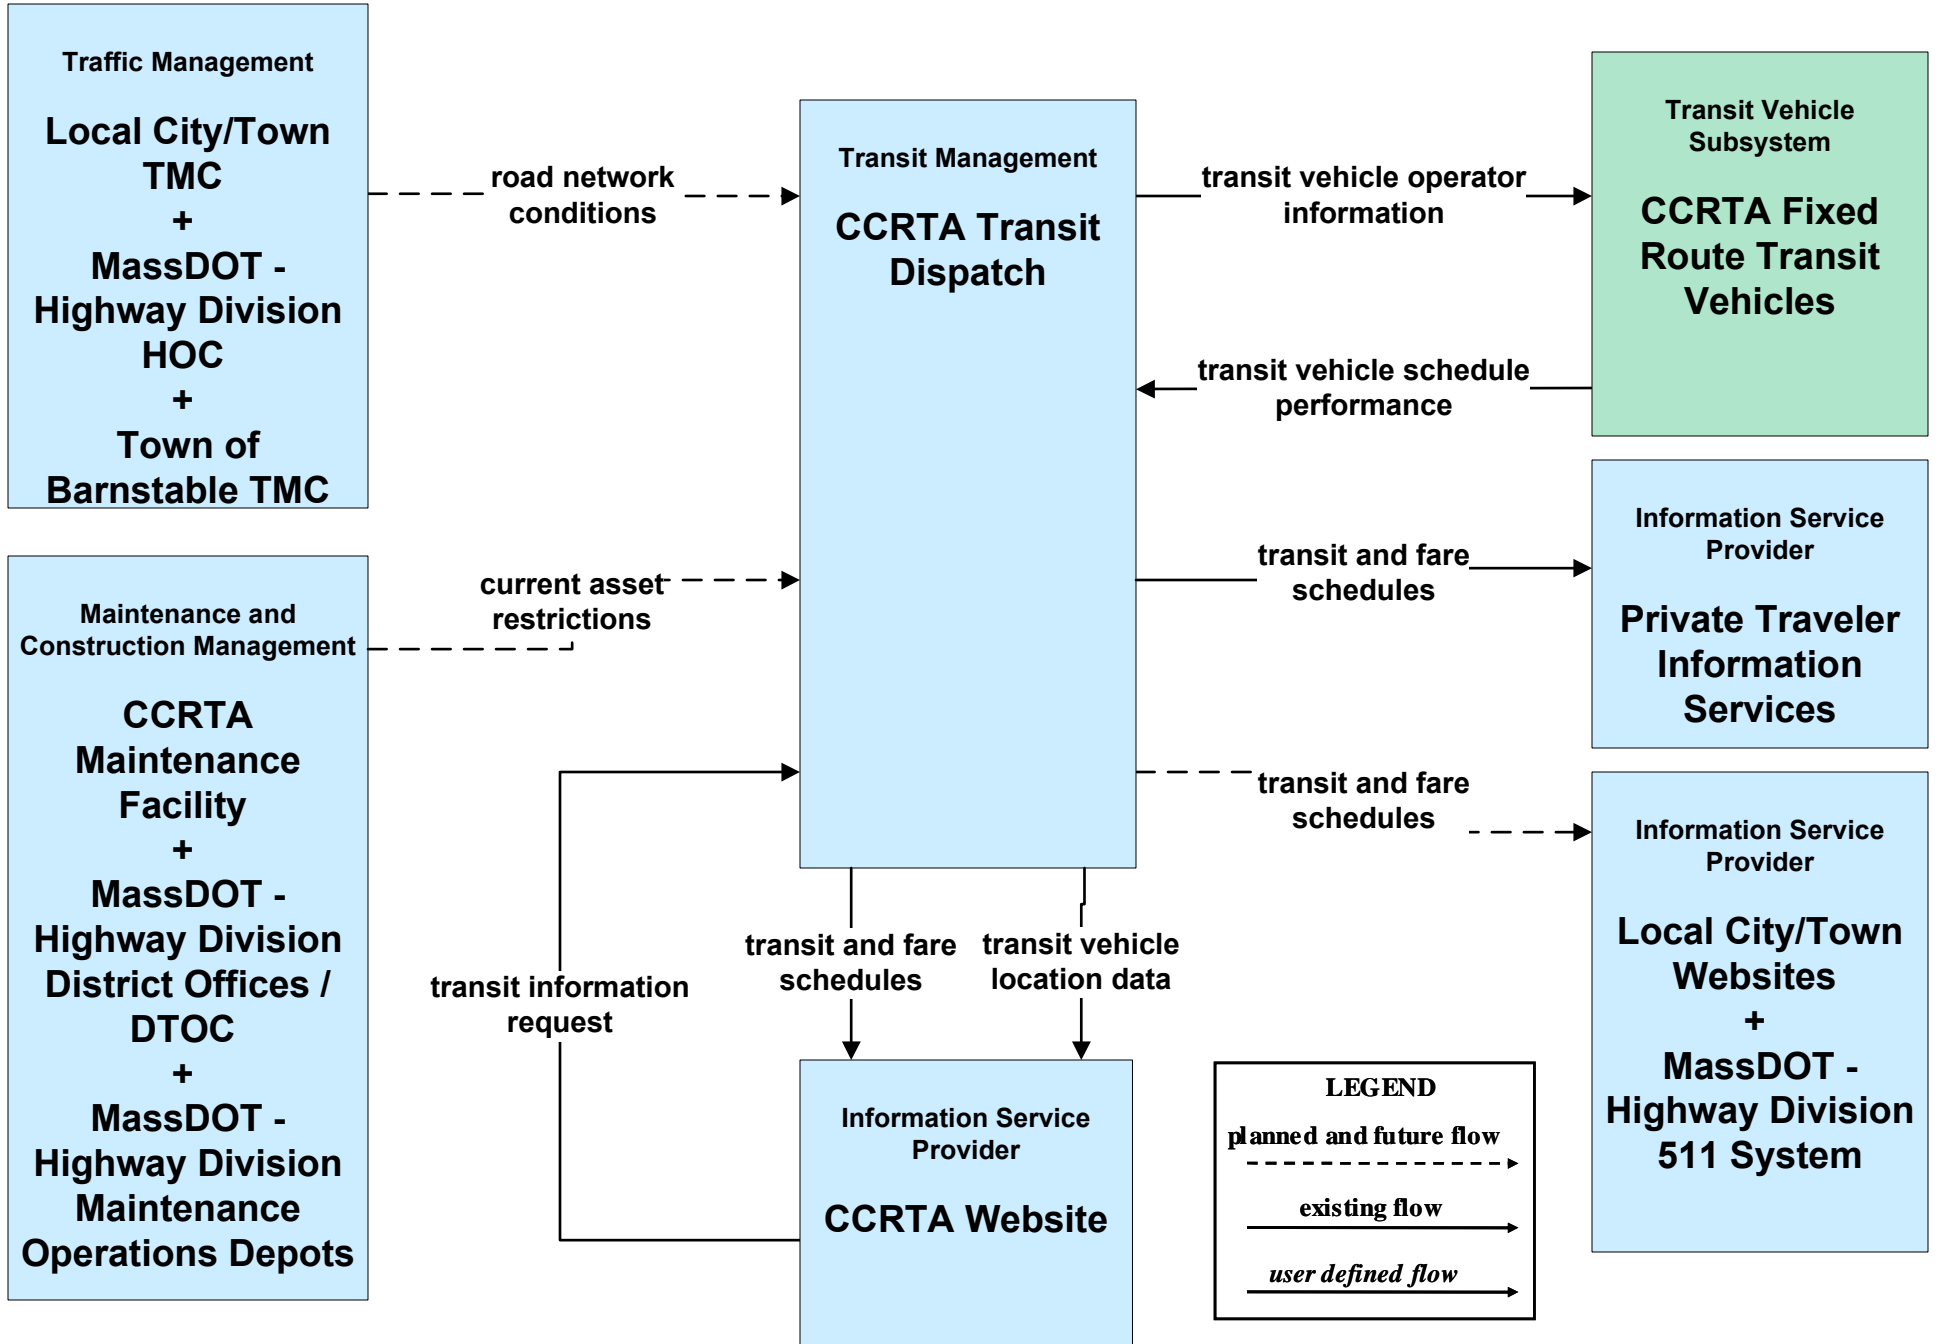 Traffic Management
Local City/Town
TMC
+
MassDOT -
Highway Division
HOC
+
Town of
Barnstable TMC
Maintenance and
Construction Management
CCRTA
Maintenance
Facility
+
MassDOT -
Highway Division
District Offices /
DTOC
+
MassDOT -
Highway Division
Maintenance
Operations Depots
road network
conditions
current asset
restrictions
transit information
request
Transit Management
CCRTA Transit
Dispatch
transit and fare
schedules
transit vehicle
location data
Information Service
Provider
CCRTA Website
transit vehicle operator
information
transit vehicle schedule
performance
transit and fare
schedules
transit and fare
schedules
Transit Vehicle
Subsystem
CCRTA Fixed
Route Transit
Vehicles
Information Service
Provider
Private Traveler
Information
Services
Information Service
Provider
Local City/Town
Websites
+
MassDOT -
Highway Division
511 System
LEGEND
planned and future flow
existing flow
user defined flow